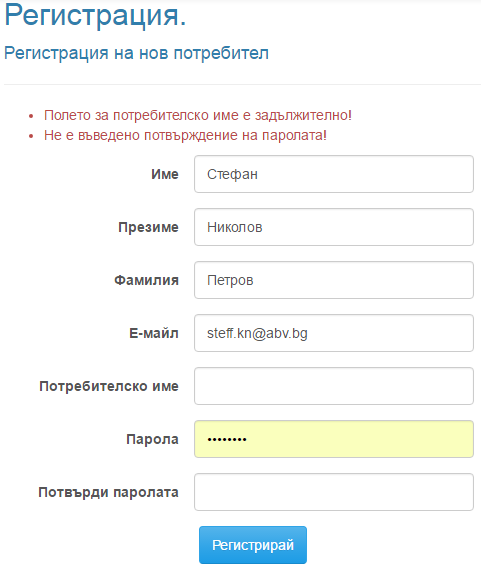 Регистрация.
Регистрация на нов потребител
Полето за потребителско име е задължително!
Не е въведено потвърждение на паролата!
Име Стефан
Презиме Николов
Фамилия Петров
Е-майл steff.kn@abv.bg
Потребителско име
Парола ••••••••
Потвърди паролата
Регистрирай